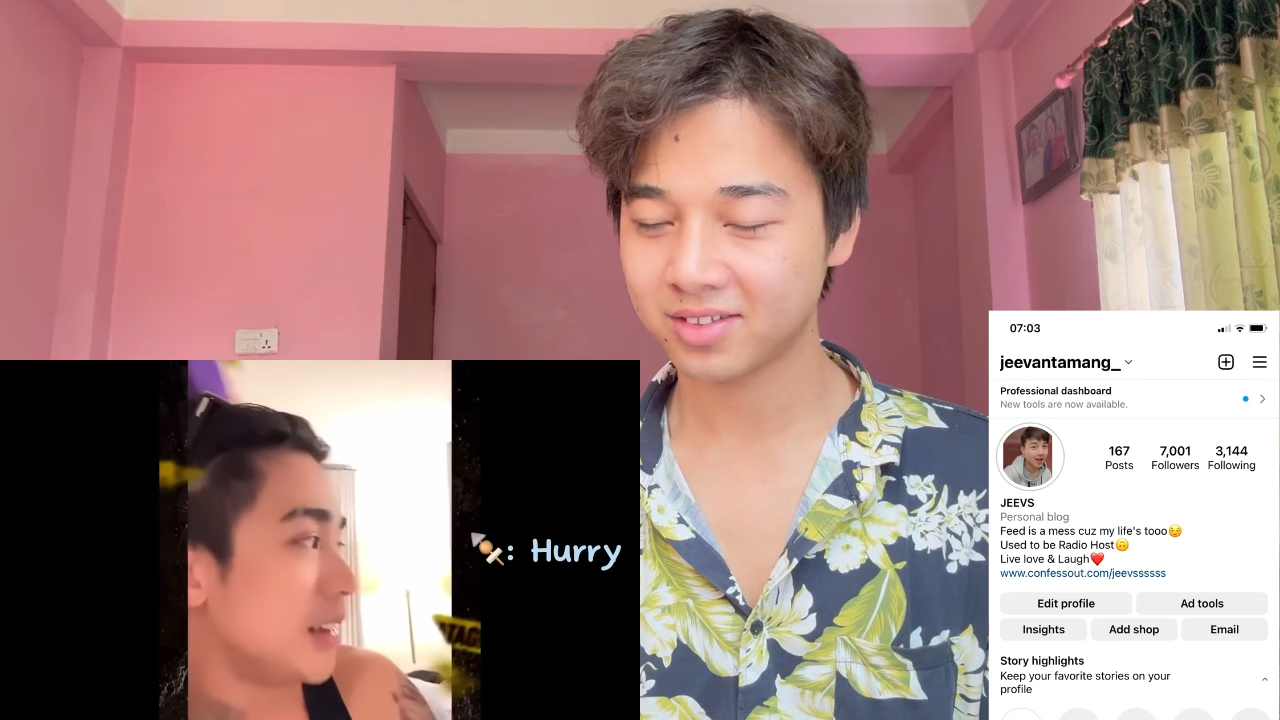 🍢: Hurry
ATAG
07:03
jeevantamang_
Professional dashboard
New tools are now available.
167 7,001 3,144
Posts Followers Following
JEEVS
Personal blog
Feed is a mess cuz my life's tooo😌
Used to be Radio Host🙃
Live love & Laugh❤️
www.confessout.com/jeevssssss
Edit profile Ad tools
Insights Add shop Email
Story highlights
Keep your favorite stories on your
profile